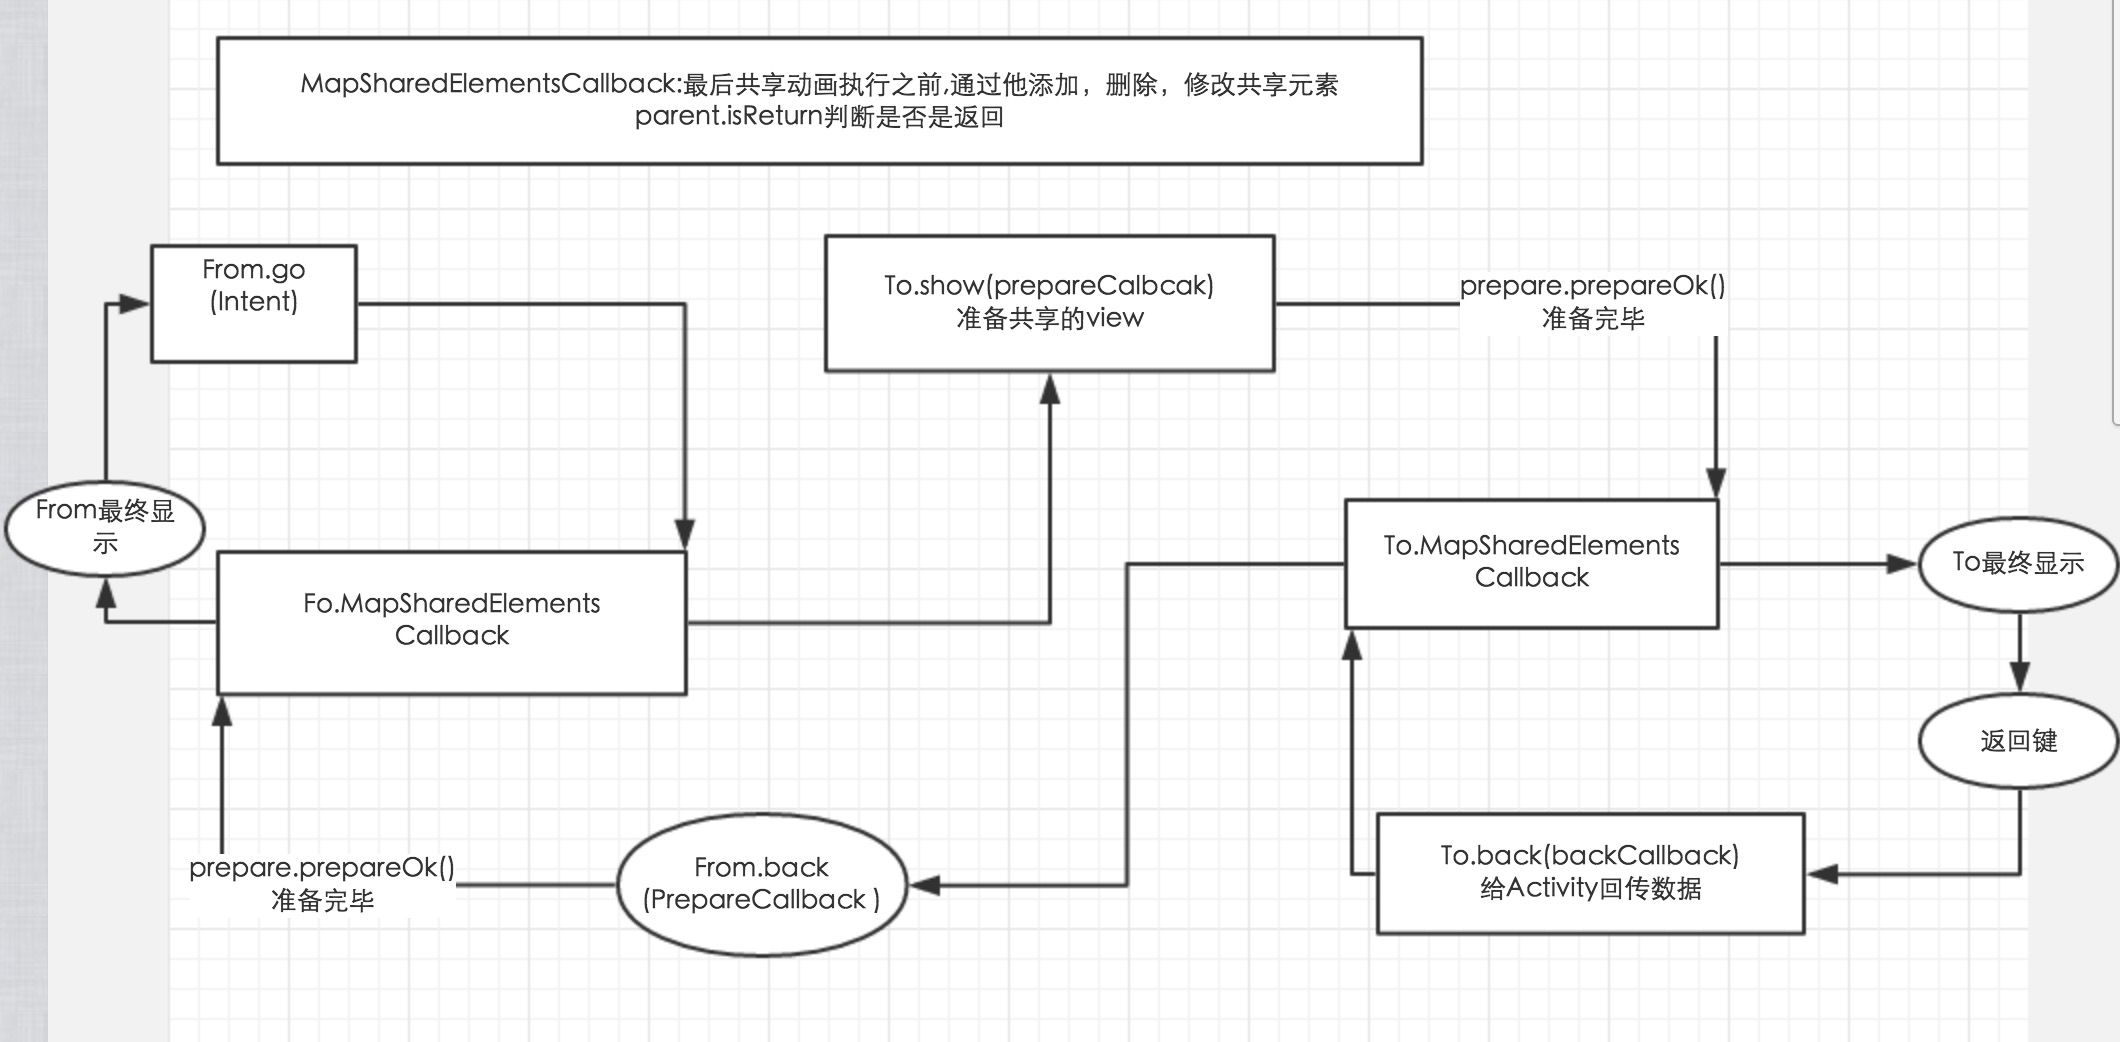 MapSharedElementsCallback:最后共享动画执行之前,通过他添加，删除，修改共享元素
parent.isReturn判断是否是返回
From.go
(Intent)
To.show(prepareCalbcak)
准备共享的view
prepare.prepareOk()
准备完毕
From最终显
示
Fo.MapSharedElements
Callback
To.MapSharedElements
Callback
To最终显示
返回键
To.back(backCallback)
给Activity回传数据
From.back
(PrepareCallback )
prepare.prepareOk()
准备完毕